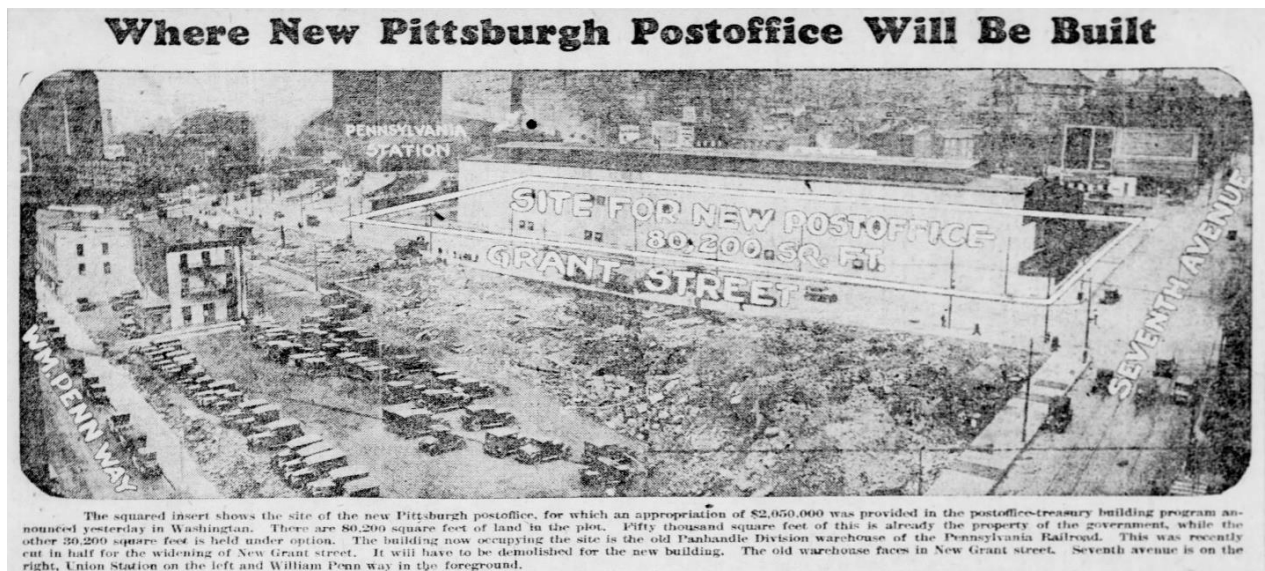 Where New Pittsburgh Postoffice Will Be Built
PENNSYLVANIA
STATION
SITE FOR NEW POSTOFFICE
80,200 SQ. FT.
GRANT STREET
SEVENTH AVENUE
WM. PENN WAY
The squared insert shows the site of the new Pittsburgh postoffice, for which an appropriation of $2,050,000 was provided in the postoffice-treasury building program an-
nounced yesterday in Washington. There are 80,200 square feet of land in the plot. Fifty thousand square feet of this is already the property of the government, while the
other 30,200 square feet is held under option. The building now occupying the site is the old Panhandle Division warehouse of the Pennsylvania Railroad. This was recently
cut in half for the widening of New Grant street. It will have to be demolished for the new building. The old warehouse faces in New Grant street. Seventh avenue is on the
right, Union Station on the left and William Penn way in the foreground.